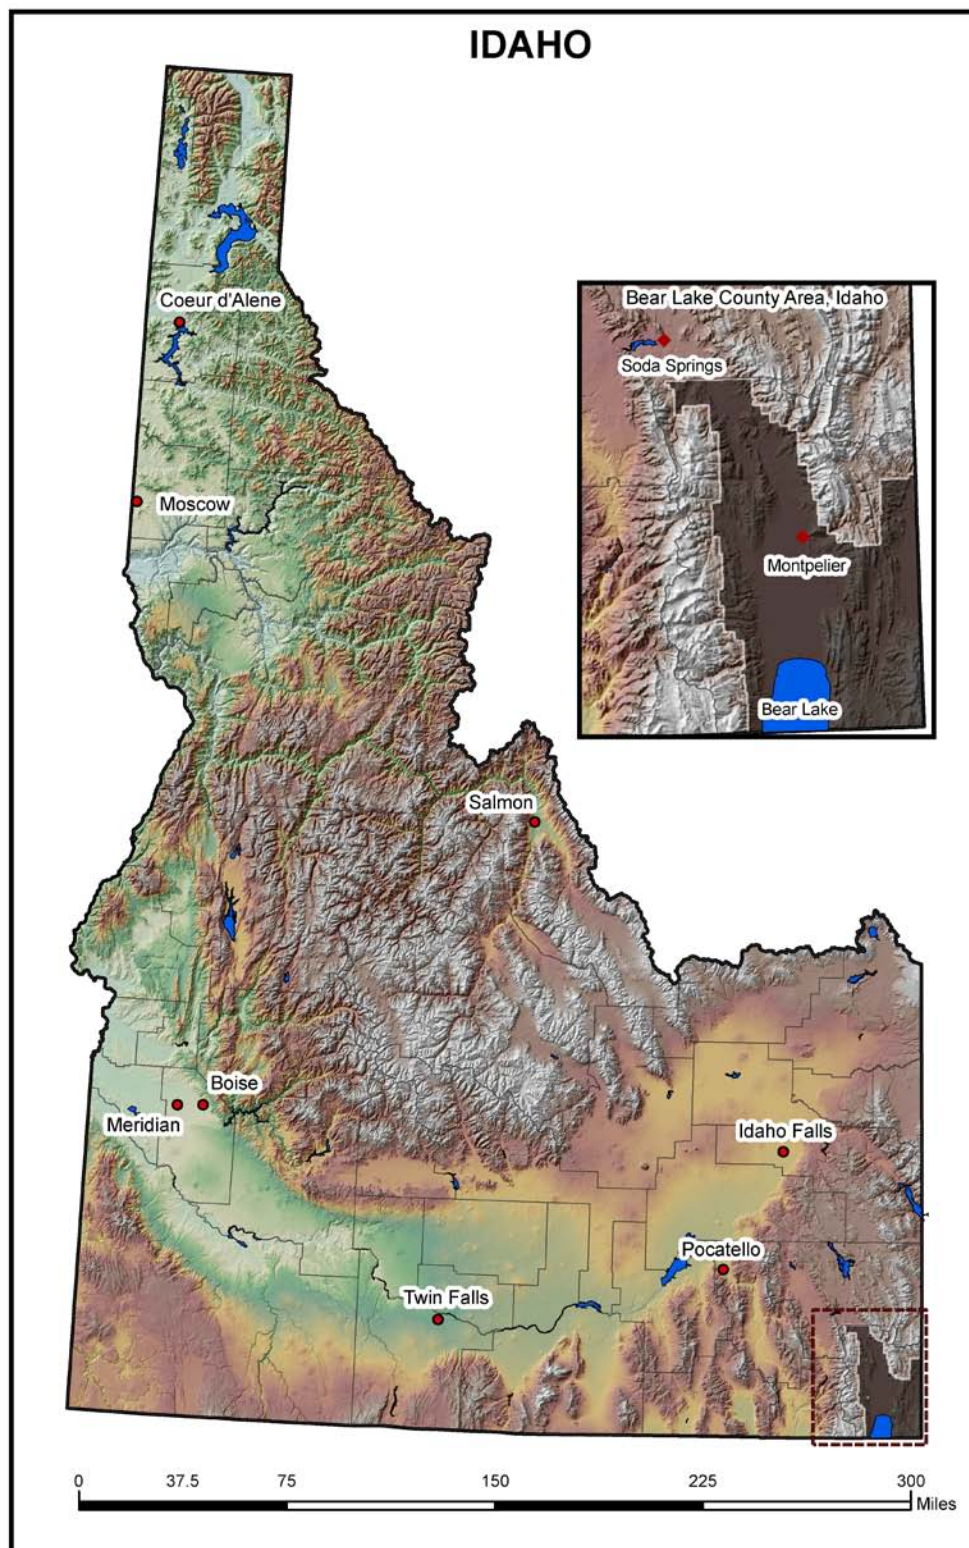 IDAHO
Coeur d'Alene
Bear Lake County Area, Idaho
Soda Springs
Moscow
Montpelier
Bear Lake
Salmon
Boise
Meridian
Idaho Falls
Pocatello
Twin Falls
0 37.5 75 150 225 300
Miles